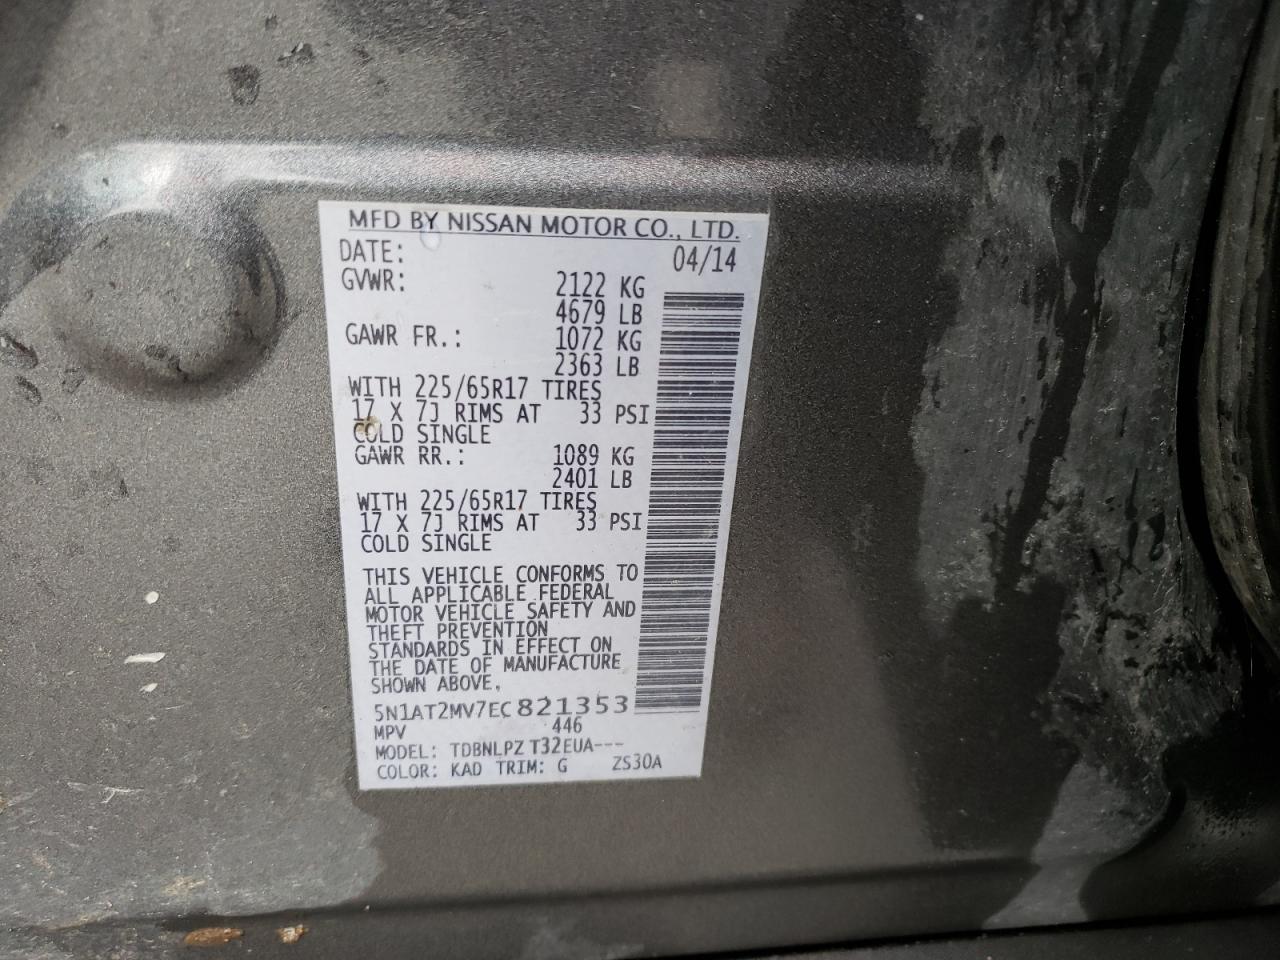 MFD BY NISSAN MOTOR CO., LTD.
DATE: 04/14
GVWR: 2122 KG
4679 LB
GAWR FR.: 1072 KG
2363 LB
WITH 225/65R17 TIRES
17 X 7J RIMS AT 33 PSI
COLD SINGLE
GAWR RR.: 1089 KG
2401 LB
WITH 225/65R17 TIRES
17 X 7J RIMS AT 33 PSI
COLD SINGLE
THIS VEHICLE CONFORMS TO
ALL APPLICABLE FEDERAL
MOTOR VEHICLE SAFETY AND
THEFT PREVENTION
STANDARDS IN EFFECT ON
THE DATE OF MANUFACTURE
SHOWN ABOVE.
5N1AT2MV7EC821353
MPV 446
MODEL: TDBNLPZ T32EUA---
COLOR: KAD TRIM: G ZS30A